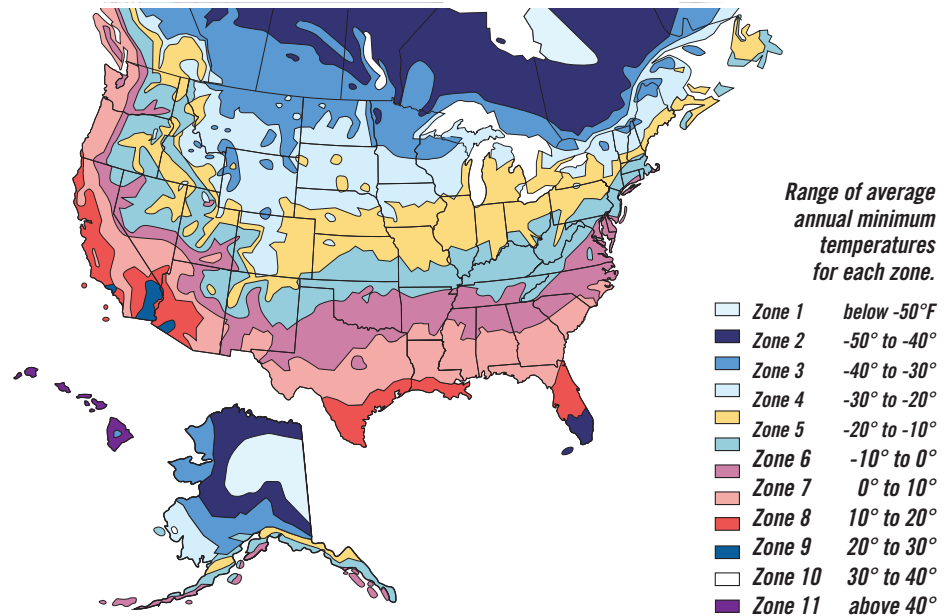 Range of average
annual minimum
temperatures
for each zone.
Zone 1 below -50°F
Zone 2 -50° to -40°
Zone 3 -40° to -30°
Zone 4 -30° to -20°
Zone 5 -20° to -10°
Zone 6 -10° to 0°
Zone 7 0° to 10°
Zone 8 10° to 20°
Zone 9 20° to 30°
Zone 10 30° to 40°
Zone 11 above 40°